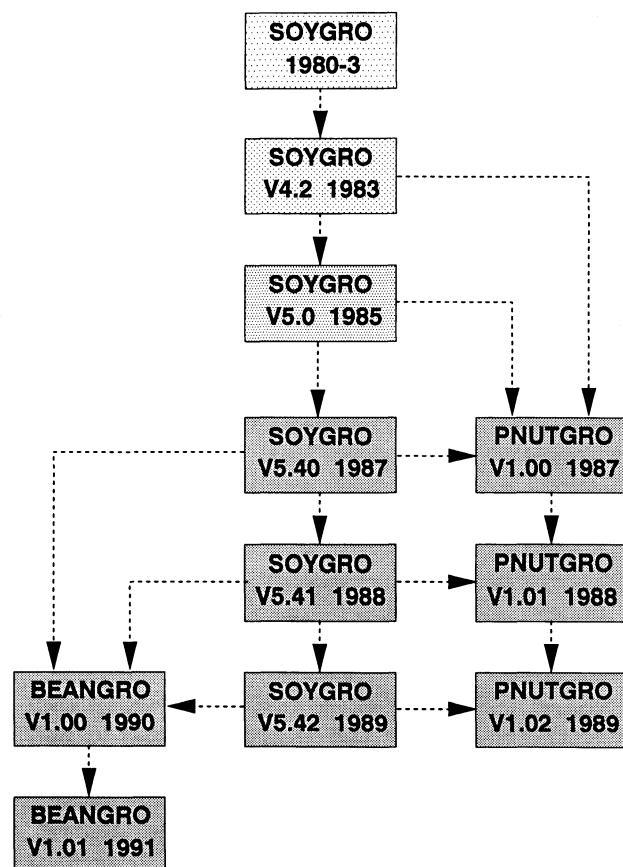 SOYGRO
1980-3
SOYGRO
V4.2 1983
SOYGRO
V5.0 1985
SOYGRO
V5.40 1987
PNUTGRO
V1.00 1987
SOYGRO
V5.41 1988
PNUTGRO
V1.01 1988
BEANGRO
V1.00 1990
SOYGRO
V5.42 1989
PNUTGRO
V1.02 1989
BEANGRO
V1.01 1991